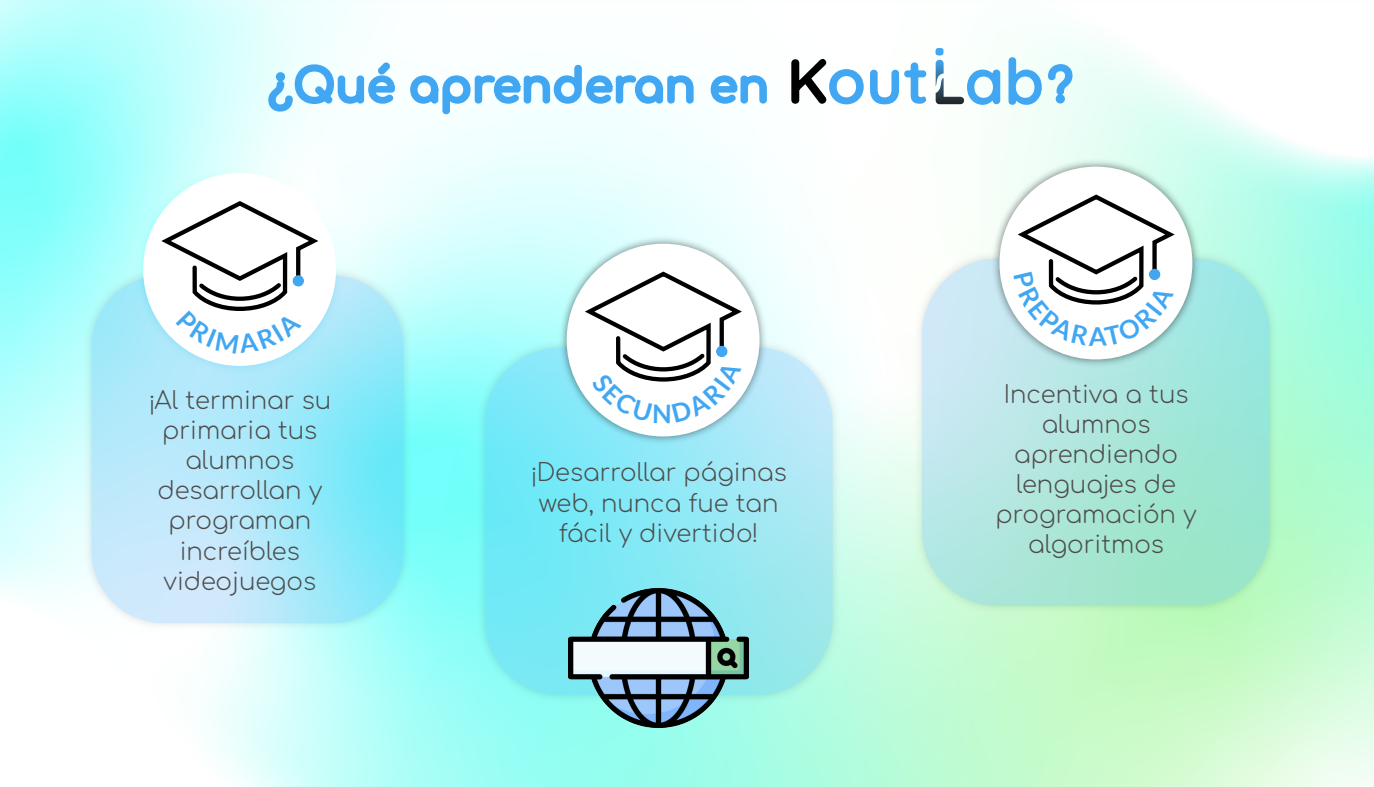 ¿Qué aprenderan en KoutiLab?
PRIMARIA
¡Al terminar su
primaria tus
alumnos
desarrollan y
programan
increíbles
videojuegos
SECUNDARIA
¡Desarrollar páginas
web, nunca fue tan
fácil y divertido!
PREPARATORIA
Incentiva a tus
alumnos
aprendiendo
lenguajes de
programación y
algoritmos